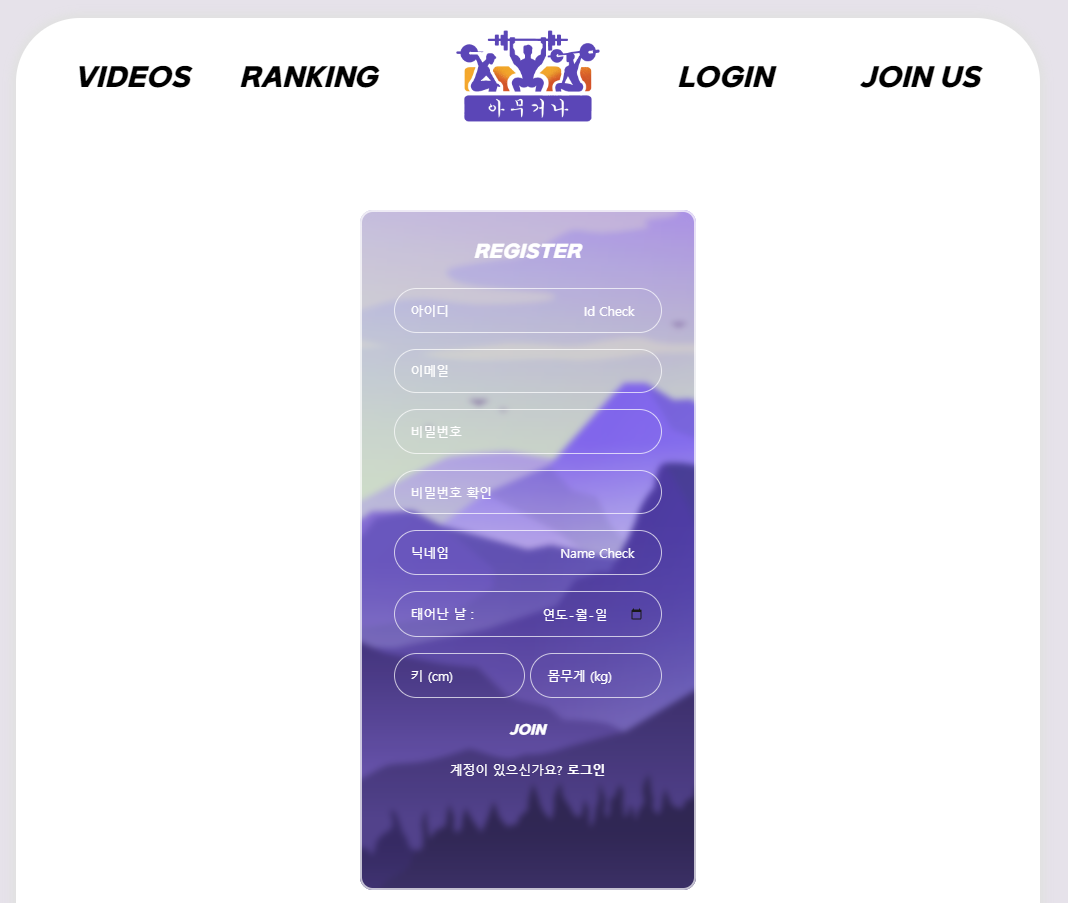 VIDEOS RANKING 아무거나 LOGIN JOIN US
REGISTER
아이디 Id Check
이메일
비밀번호
비밀번호 확인
닉네임 Name Check
태어난 날 : 연도-월-일
키 (cm) 몸무게 (kg)
JOIN
계정이 있으신가요? 로그인